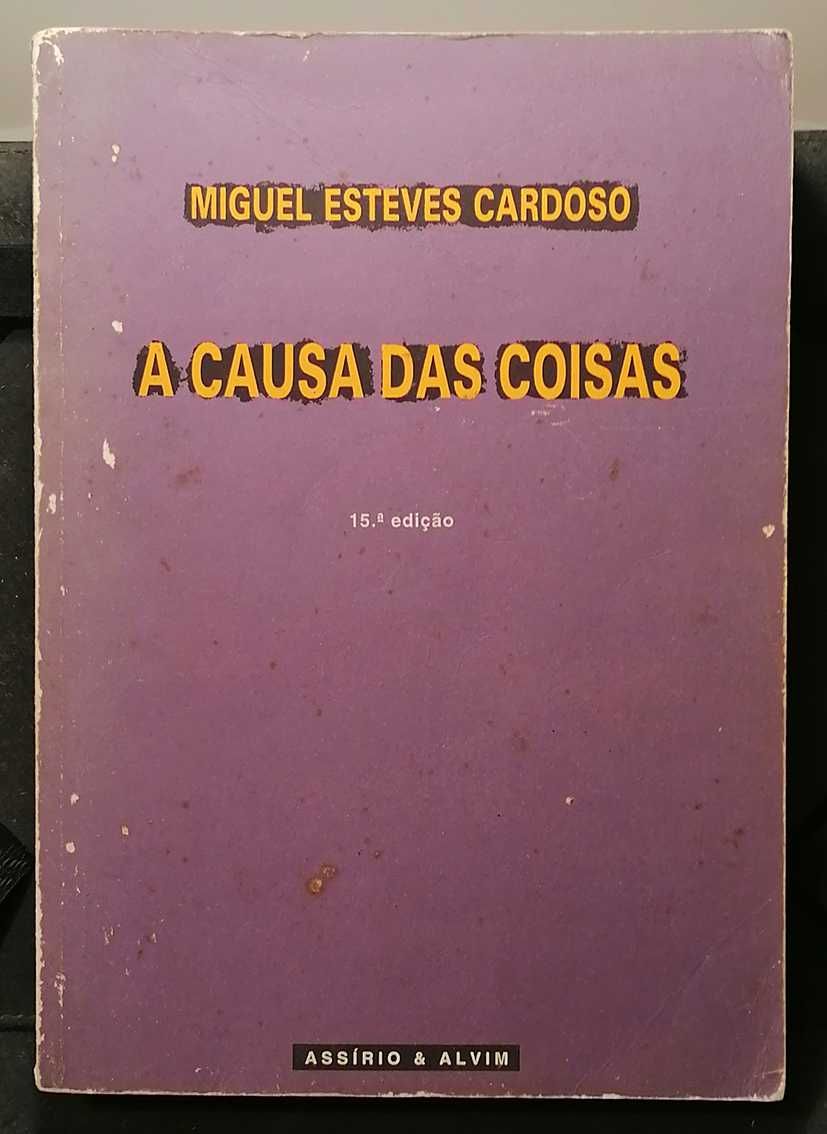 MIGUEL ESTEVES CARDOSO
A CAUSA DAS COISAS
15.ª edição
ASSÍRIO & ALVIM